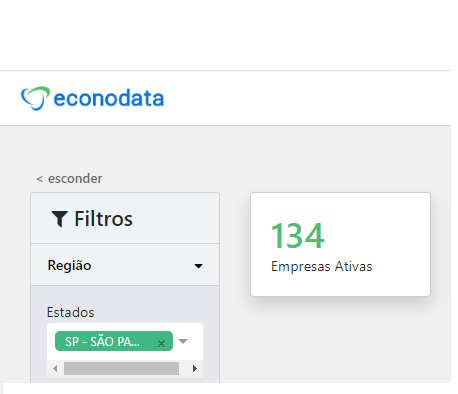 econodata
< esconder
Filtros
134
Empresas Ativas
Região
Estados
SP - SÃO PA... ×